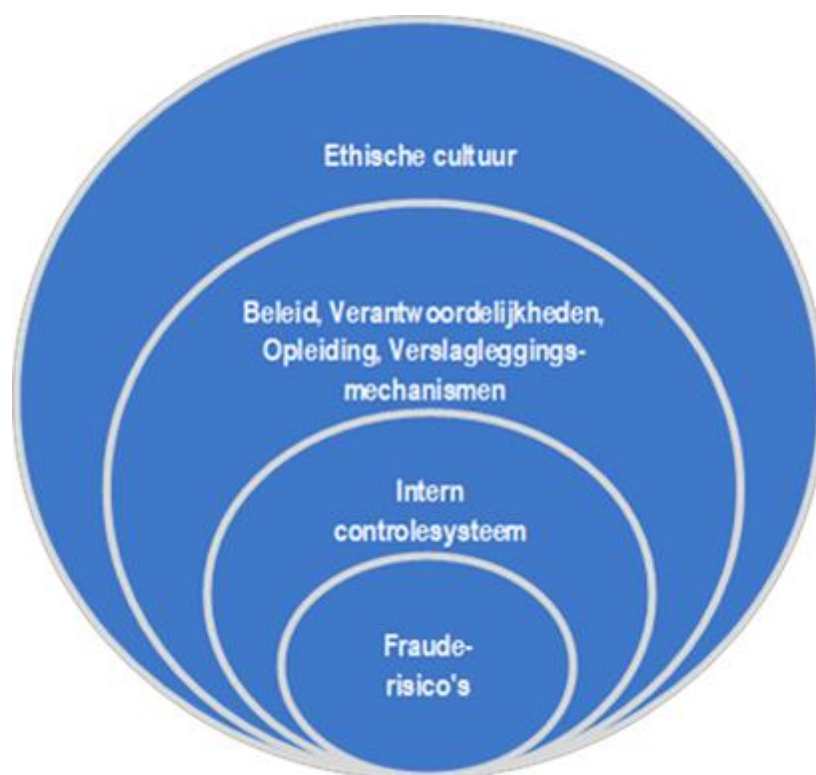 Ethische cultuur
Beleid, Verantwoordelijkheden,
Opleiding, Verslagleggings-
mechanismen
Intern
controlesysteem
Fraude-
risico's